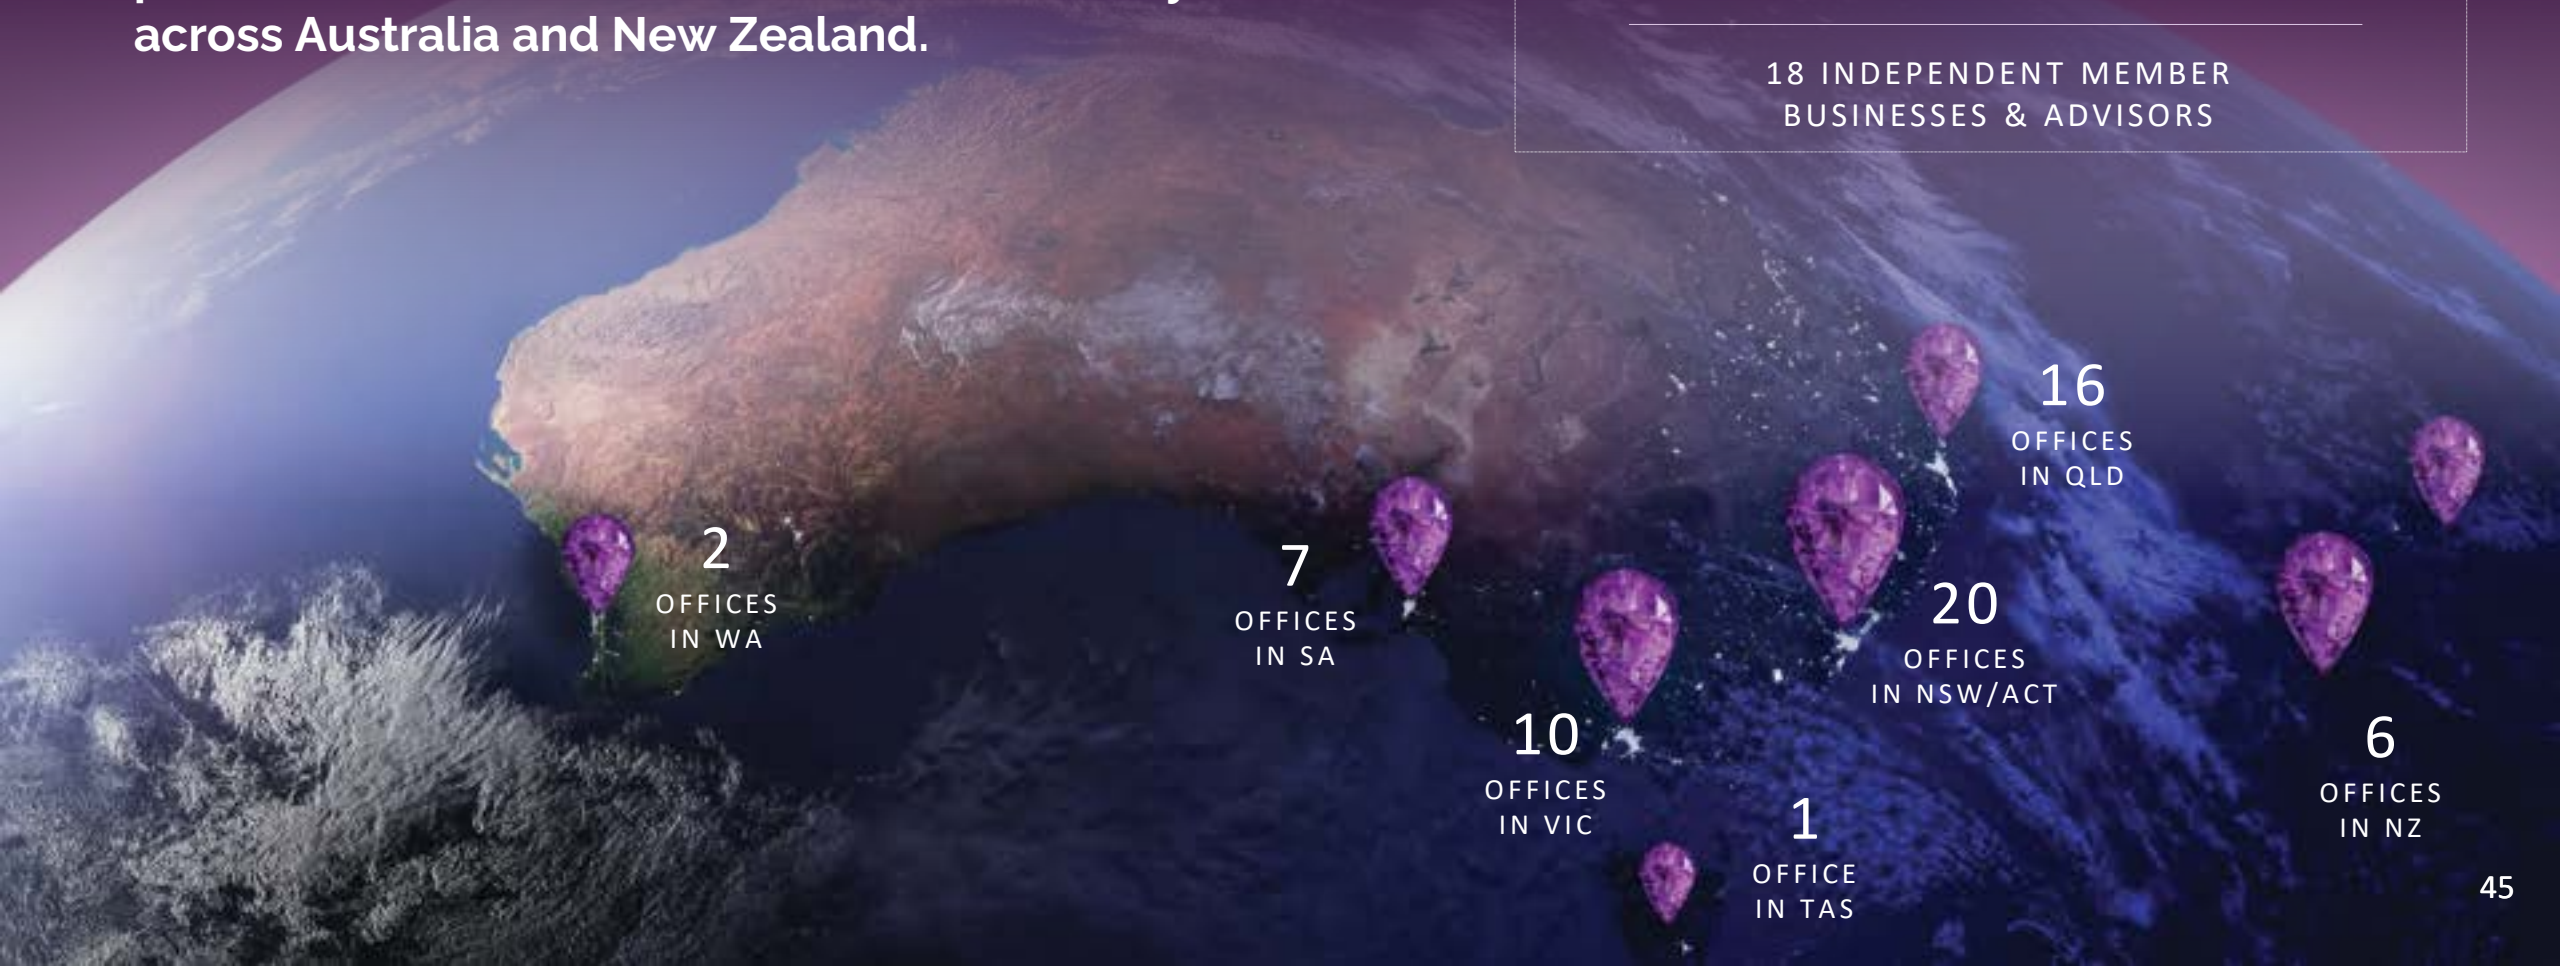 across Australia and New Zealand.
18 INDEPENDENT MEMBER
BUSINESSES & ADVISORS
16
OFFICES
IN QLD
2
OFFICES
IN WA
7
OFFICES
IN SA
20
OFFICES
IN NSW/ACT
10
OFFICES
IN VIC
6
OFFICES
IN NZ
1
OFFICE
IN TAS
45